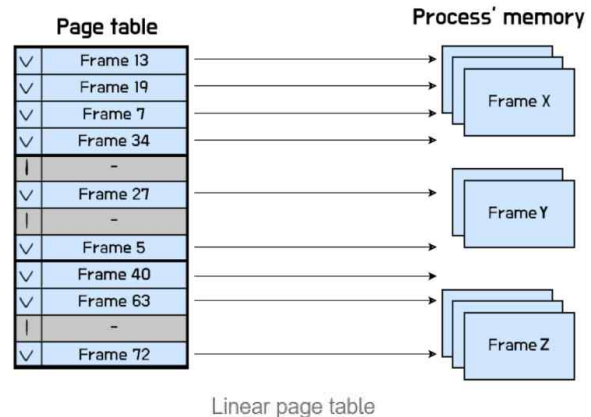 Page table
Process' memory
V Frame 13
V Frame 19
V Frame 7
V Frame 34
I -
V Frame 27
I -
V Frame 5
V Frame 40
V Frame 63
I -
V Frame 72
Frame X
Frame Y
Frame Z
Linear page table